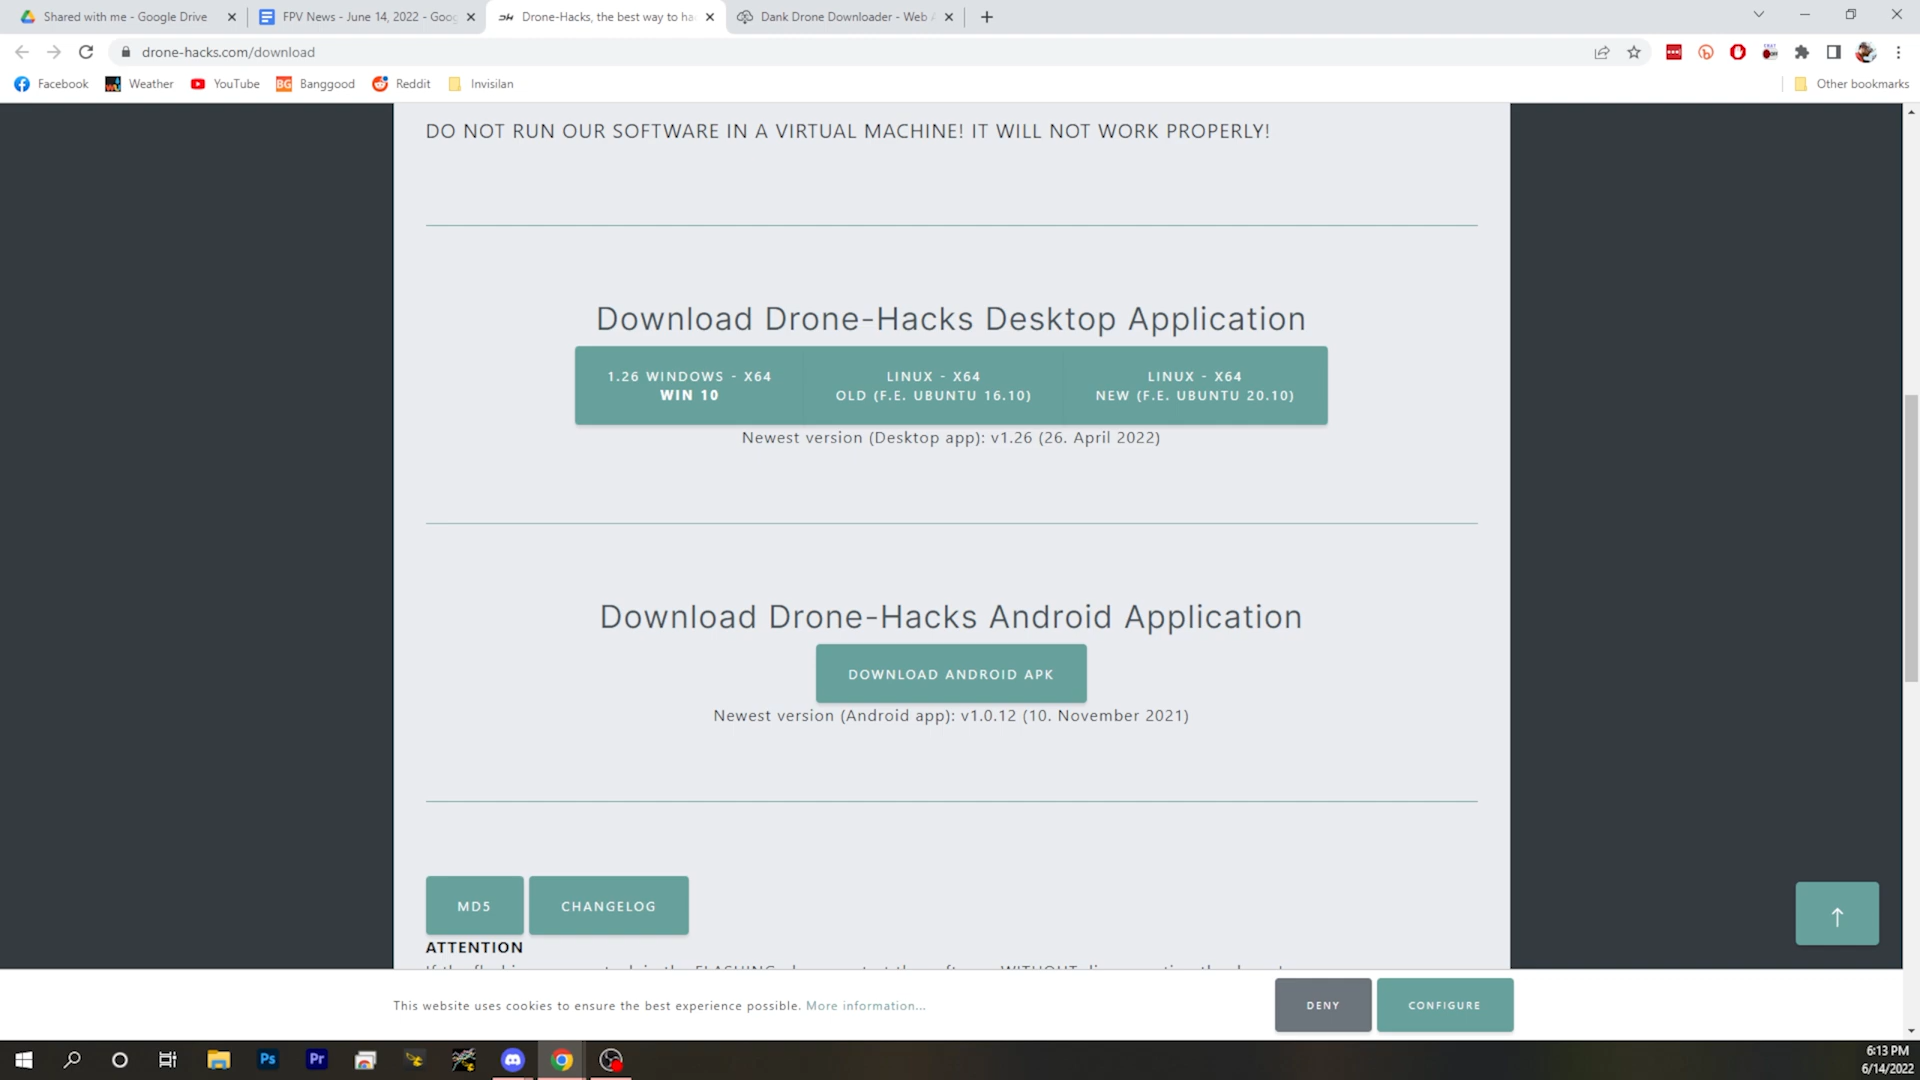 Shared with me - Google Drive
FPV News - June 14, 2022 - Goog
Drone-Hacks, the best way to ha
Dank Drone Downloader - Web A
drone-hacks.com/download
Facebook
Weather
YouTube
BG Banggood
Reddit
Invisilan
Other bookmarks
DO NOT RUN OUR SOFTWARE IN A VIRTUAL MACHINE! IT WILL NOT WORK PROPERLY!
Download Drone-Hacks Desktop Application
1.26 WINDOWS - X64
WIN 10
LINUX - X64
OLD (F.E. UBUNTU 16.10)
LINUX - X64
NEW (F.E. UBUNTU 20.10)
Newest version (Desktop app): v1.26 (26. April 2022)
Download Drone-Hacks Android Application
DOWNLOAD ANDROID APK
Newest version (Android app): v1.0.12 (10. November 2021)
MD5
CHANGELOG
ATTENTION
This website uses cookies to ensure the best experience possible. More information...
DENY
CONFIGURE
Ps
Pr
6:13 PM
6/14/2022